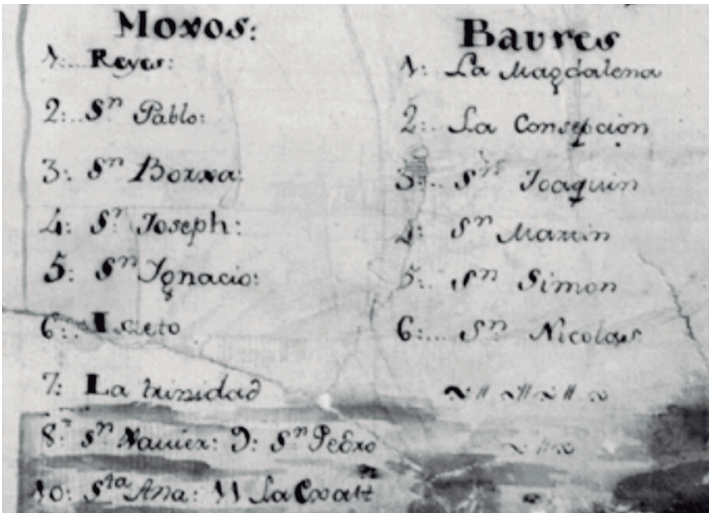 Moxos:
1:.. Reyes:
2:.. Sn Pablo:
3:. Sn Borxa:
4: Sn Joseph:
5: Sn Ignacio:
6:. Loreto
7: La trinidad
8: Sn Xavier: 9: Sn Pedro
10: Sta Ana: 11 La Exalt
Baures
1: La Magdalena
2:. La Consepcion
3:.. Sn Joaquin
4: Sn Martin
5:. Sn Simon
6:... Sn Nicolas